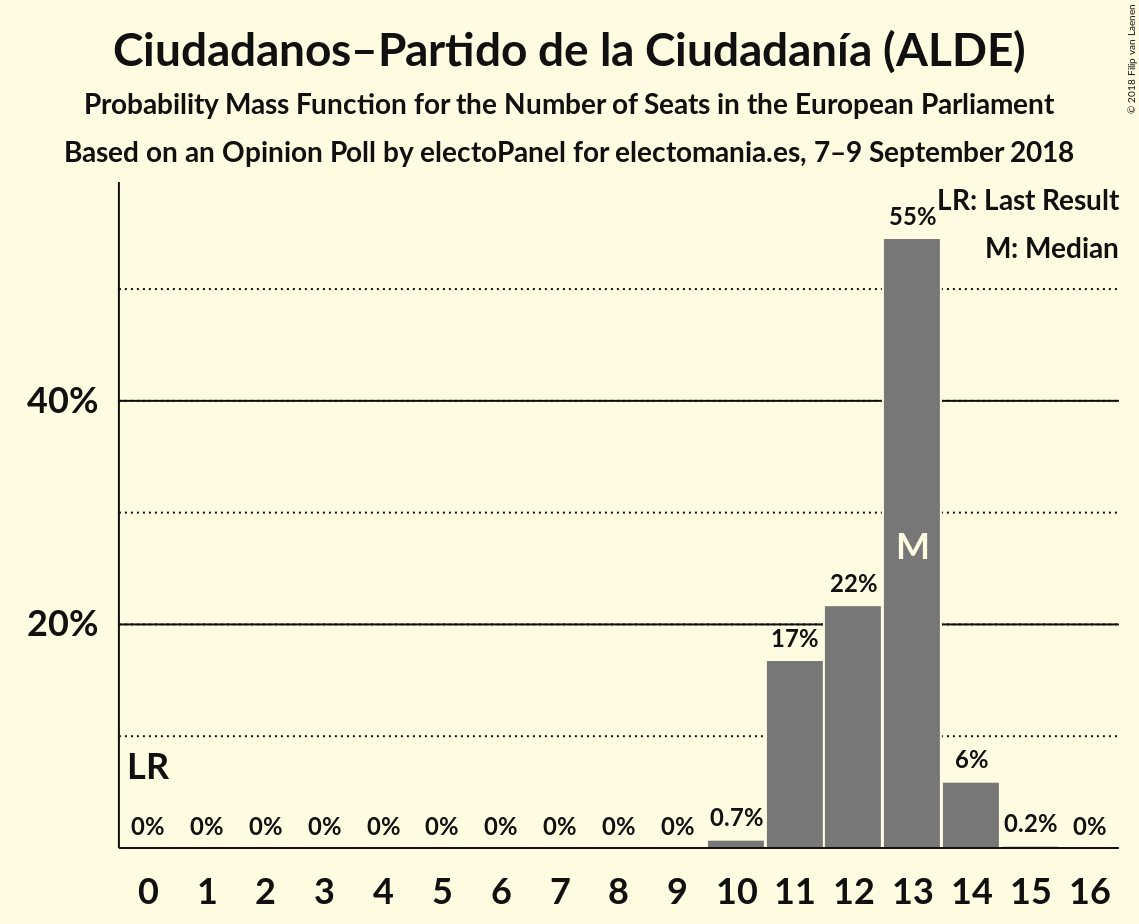 Ciudadanos–Partido de la Ciudadanía (ALDE)
Probability Mass Function for the Number of Seats in the European Parliament
Based on an Opinion Poll by electoPanel for electomania.es, 7–9 September 2018
© 2018 Filip van Laenen
LR: Last Result
M: Median
55%
40%
M
22%
20%
17%
LR
6%
0% 0% 0% 0% 0% 0% 0% 0% 0% 0% 0.7% 0.2% 0%
0 1 2 3 4 5 6 7 8 9 10 11 12 13 14 15 16